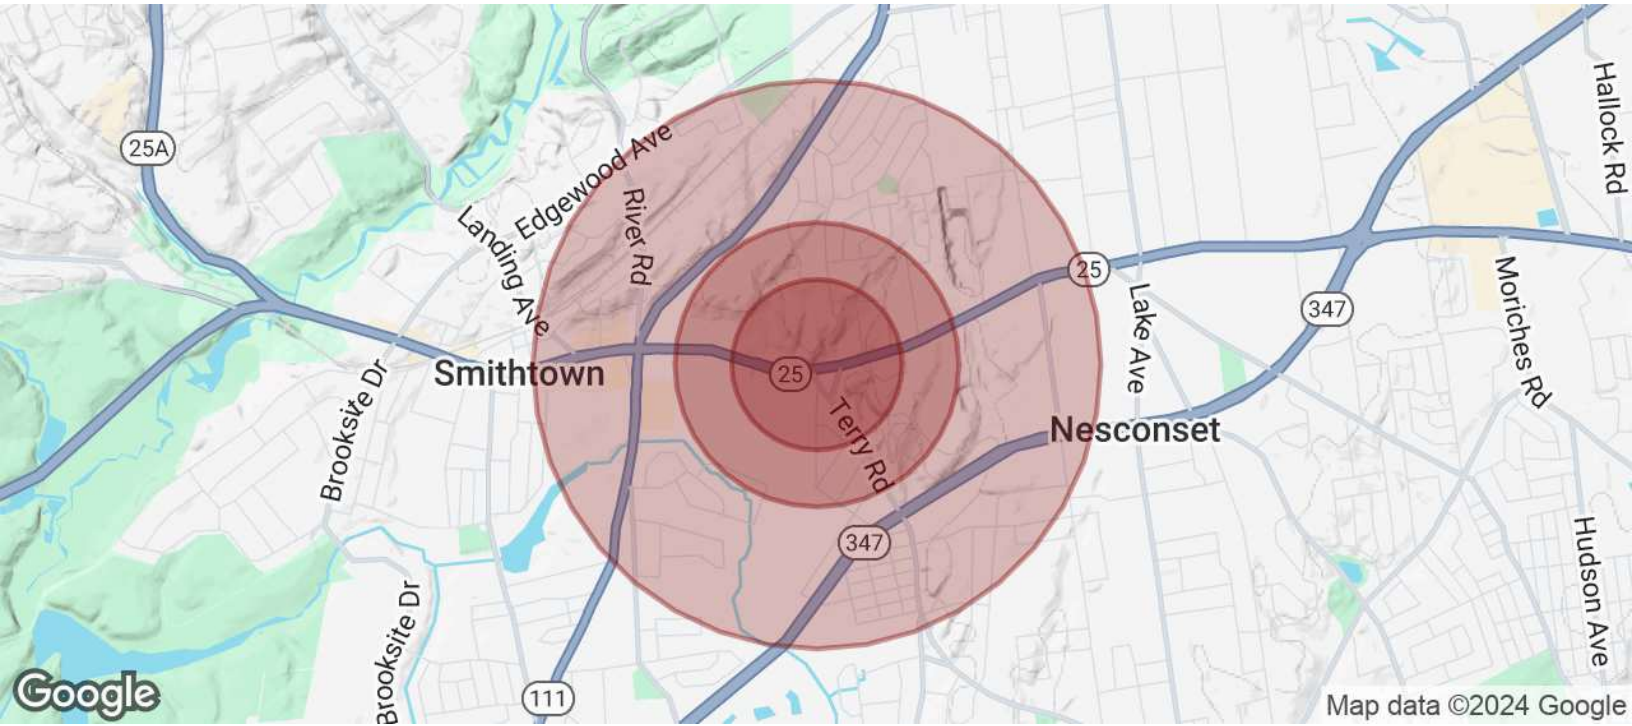 25A
Hallock Rd
Edgewood Ave
River Rd
Landing Ave
25
Lake Ave
347
Moriches Rd
Smithtown
25
Brooksite Dr
Terry Rd
Nesconset
347
Hudson Ave
Brooksite Dr
111
Google
Map data ©2024 Google